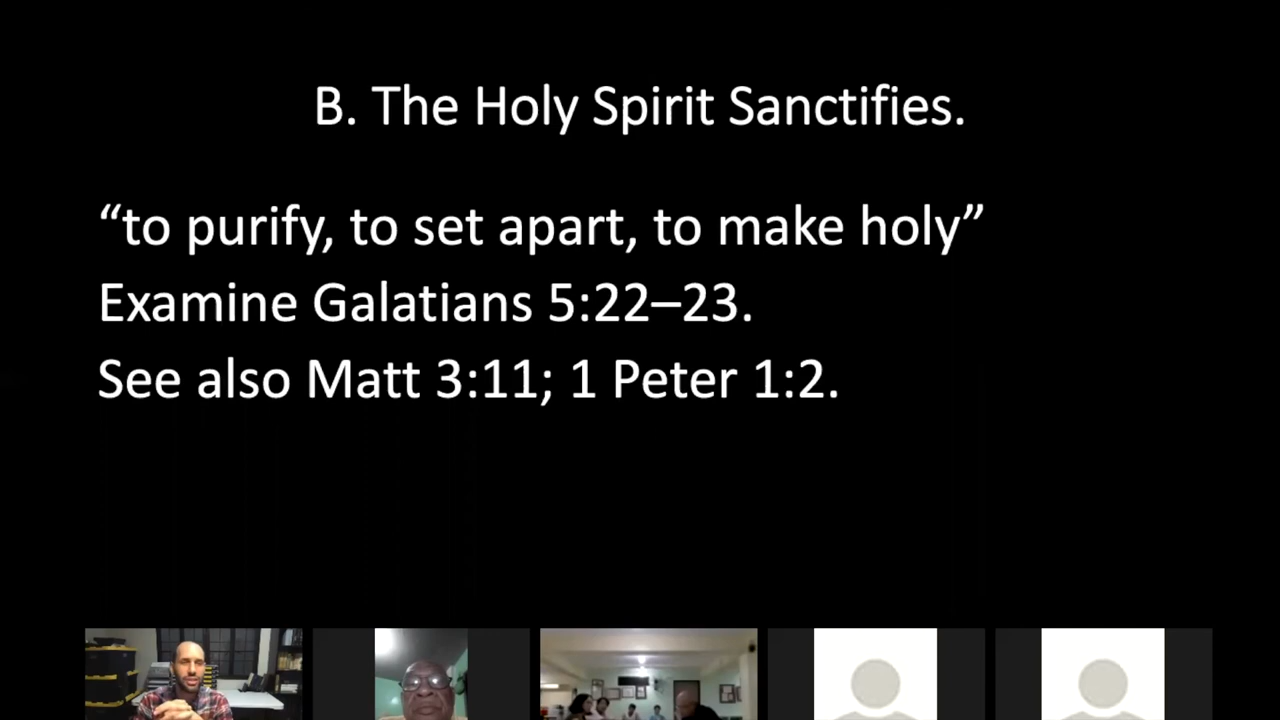 B. The Holy Spirit Sanctifies.
“to purify, to set apart, to make holy”
Examine Galatians 5:22–23.
See also Matt 3:11; 1 Peter 1:2.